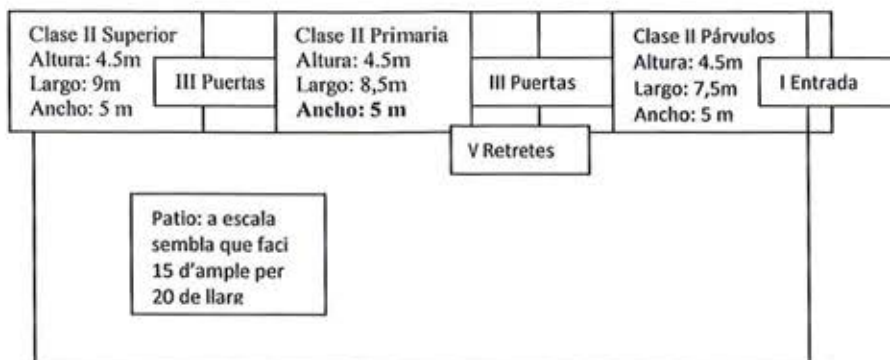 Clase II Superior
Altura: 4.5m
Largo: 9m
Ancho: 5 m
III Puertas
Clase II Primaria
Altura: 4.5m
Largo: 8,5m
Ancho: 5 m
III Puertas
Clase II Párvulos
Altura: 4.5m
Largo: 7,5m
Ancho: 5 m
I Entrada
V Retretes
Patio: a escala
sembla que faci
15 d'ample per
20 de llarg